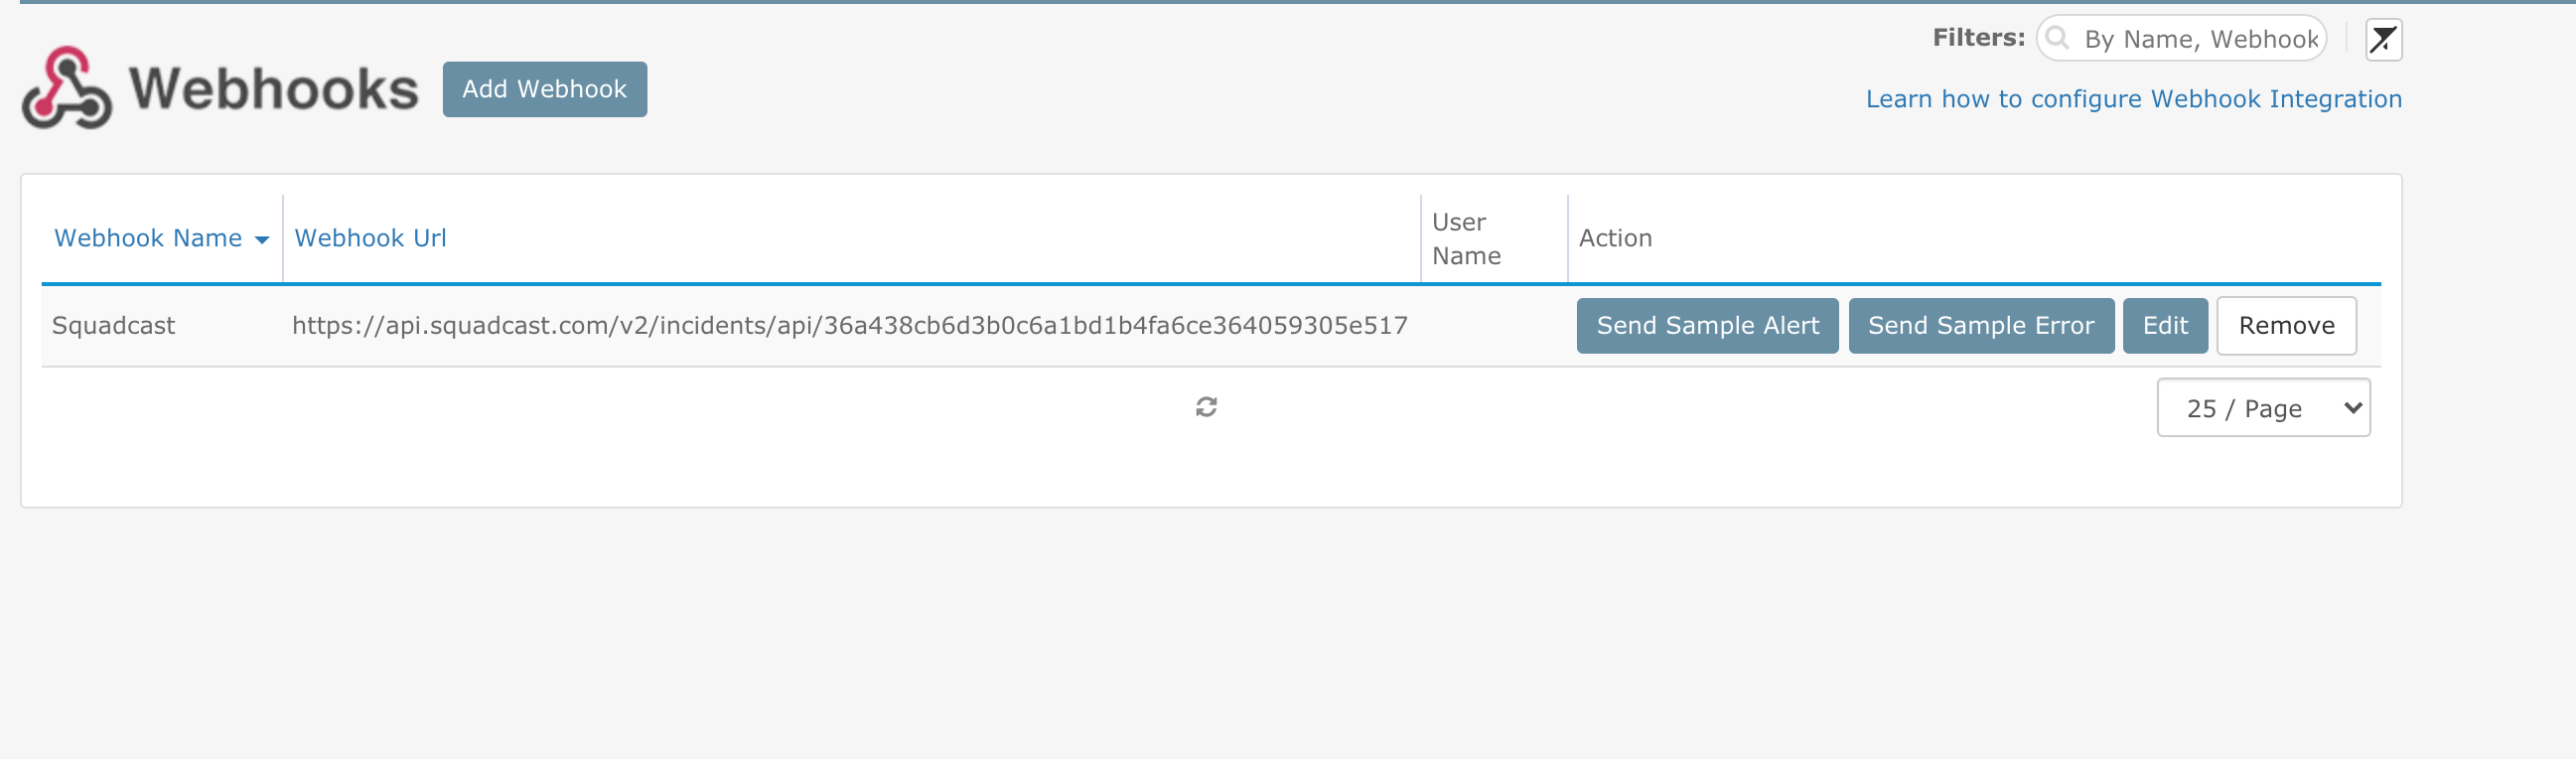 Filters: By Name, Webhook
Webhooks Add Webhook
Learn how to configure Webhook Integration
Webhook Name Webhook Url User Name Action
Squadcast https://api.squadcast.com/v2/incidents/api/36a438cb6d3b0c6a1bd1b4fa6ce364059305e517 Send Sample Alert Send Sample Error Edit Remove
25 / Page